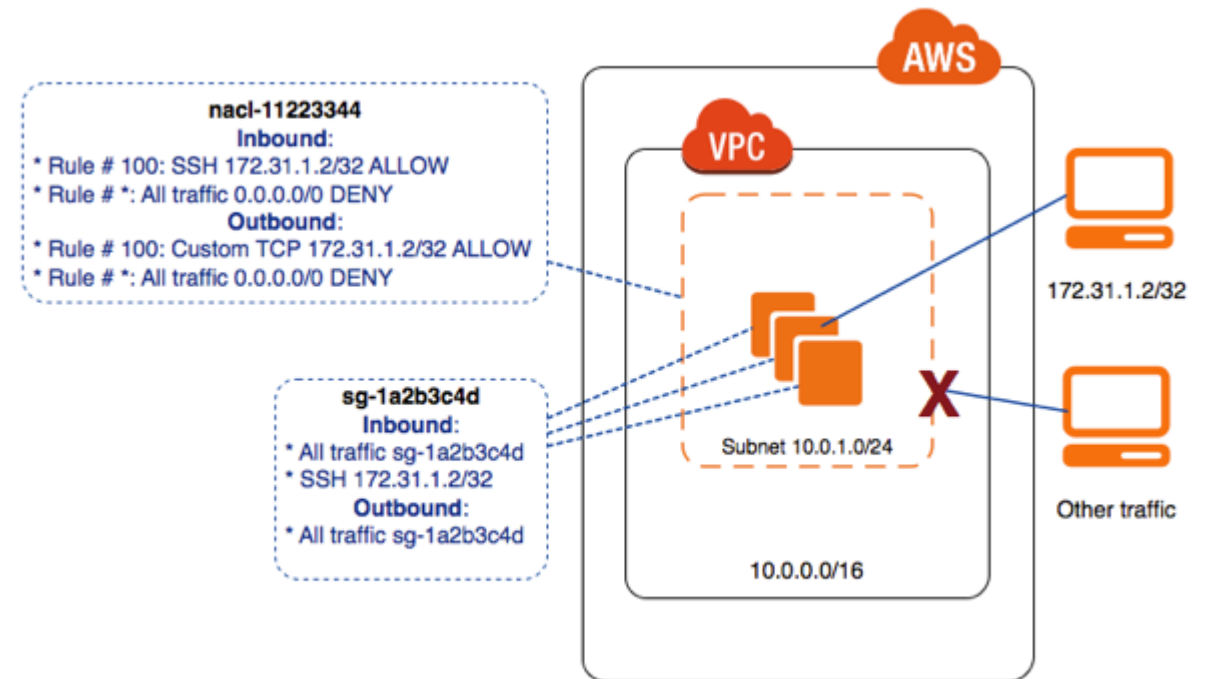 nacl-11223344
Inbound:
* Rule # 100: SSH 172.31.1.2/32 ALLOW
* Rule # *: All traffic 0.0.0.0/0 DENY
Outbound:
* Rule # 100: Custom TCP 172.31.1.2/32 ALLOW
* Rule # *: All traffic 0.0.0.0/0 DENY
sg-1a2b3c4d
Inbound:
* All traffic sg-1a2b3c4d
* SSH 172.31.1.2/32
Outbound:
* All traffic sg-1a2b3c4d
AWS
VPC
X
Subnet 10.0.1.0/24
10.0.0.0/16
172.31.1.2/32
Other traffic